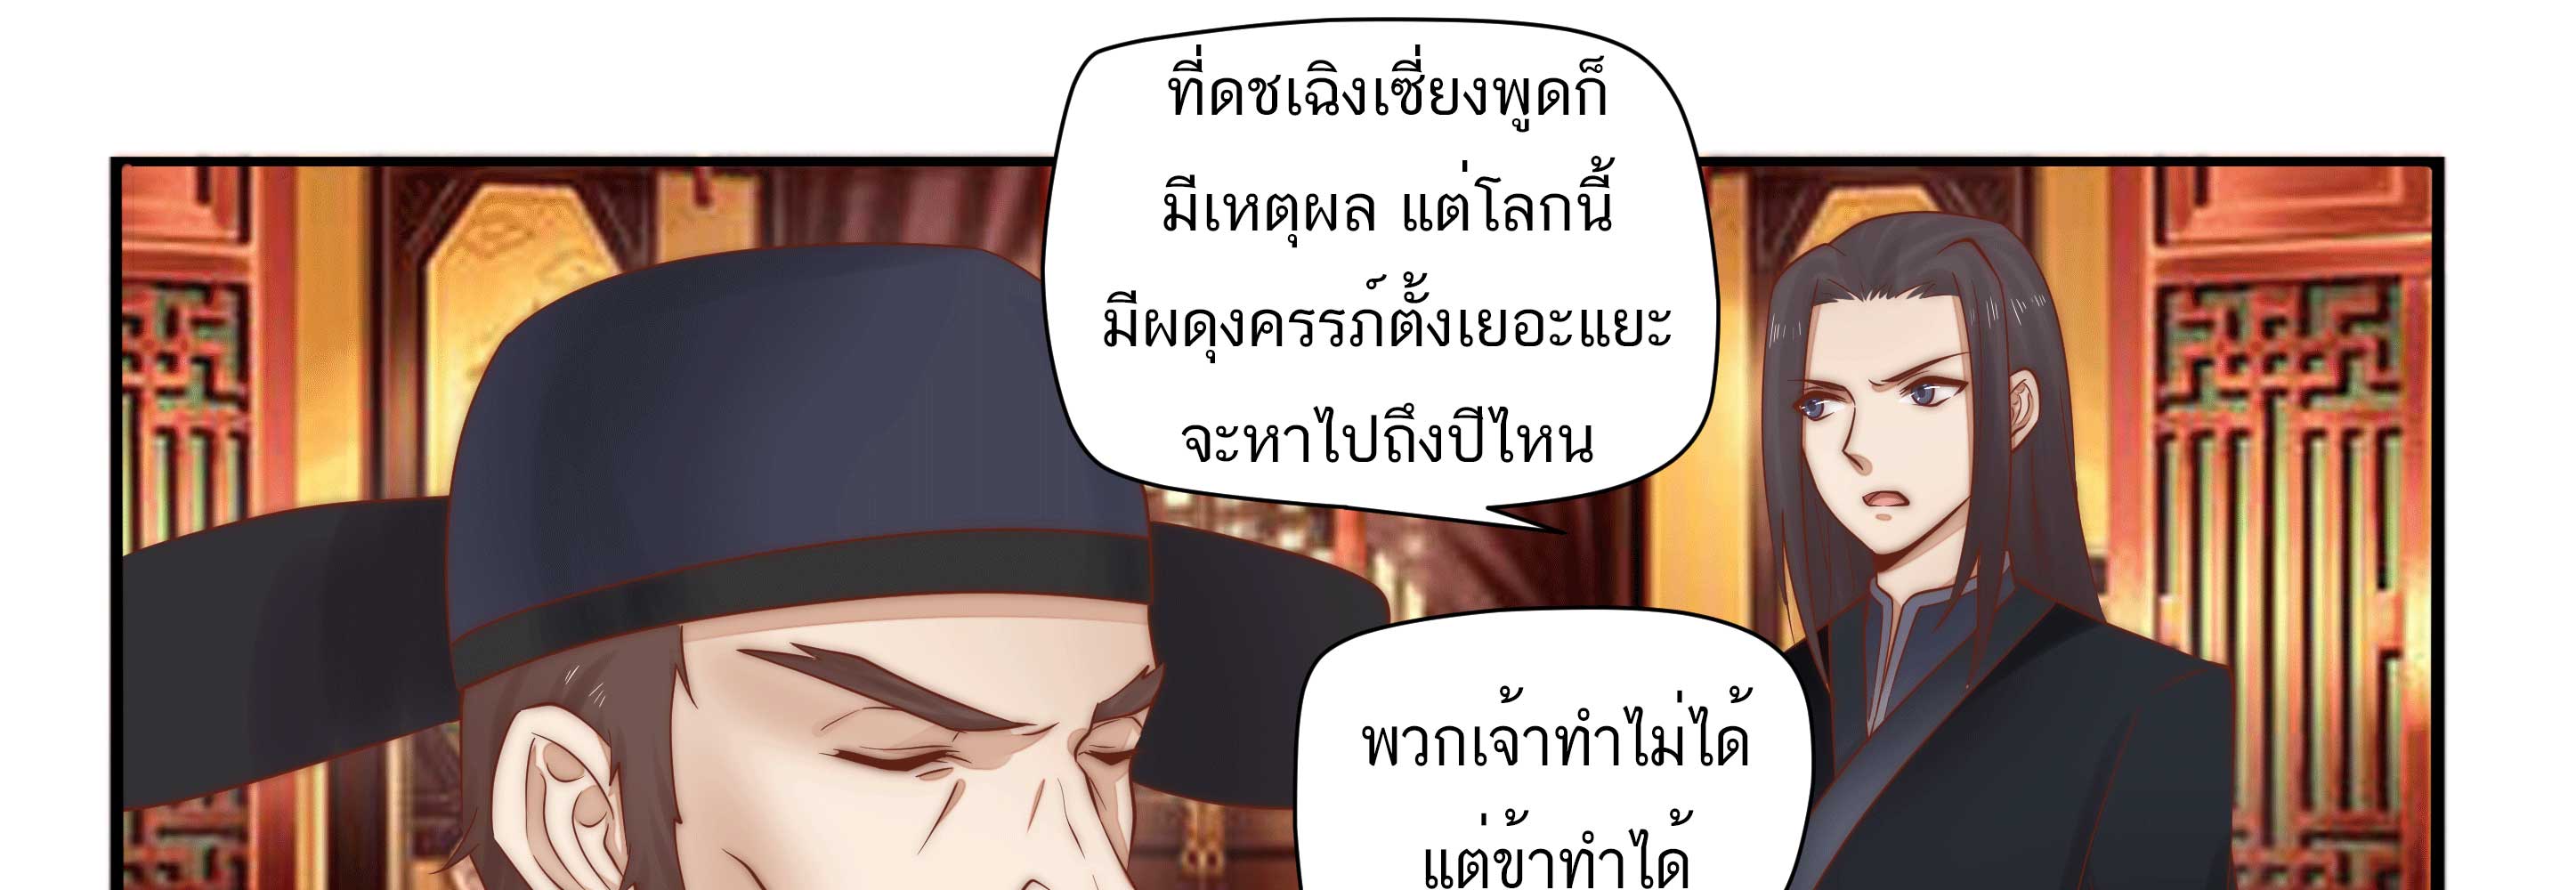 ที่ดชเฉิงเซี่ยงพูดก็
มีเหตุผล แต่โลกนี้
มีผดุงครรภ์ตั้งเยอะแยะ
จะหาไปถึงปีไหน
พวกเจ้าทำไม่ได้
แต่ข้าทำได้